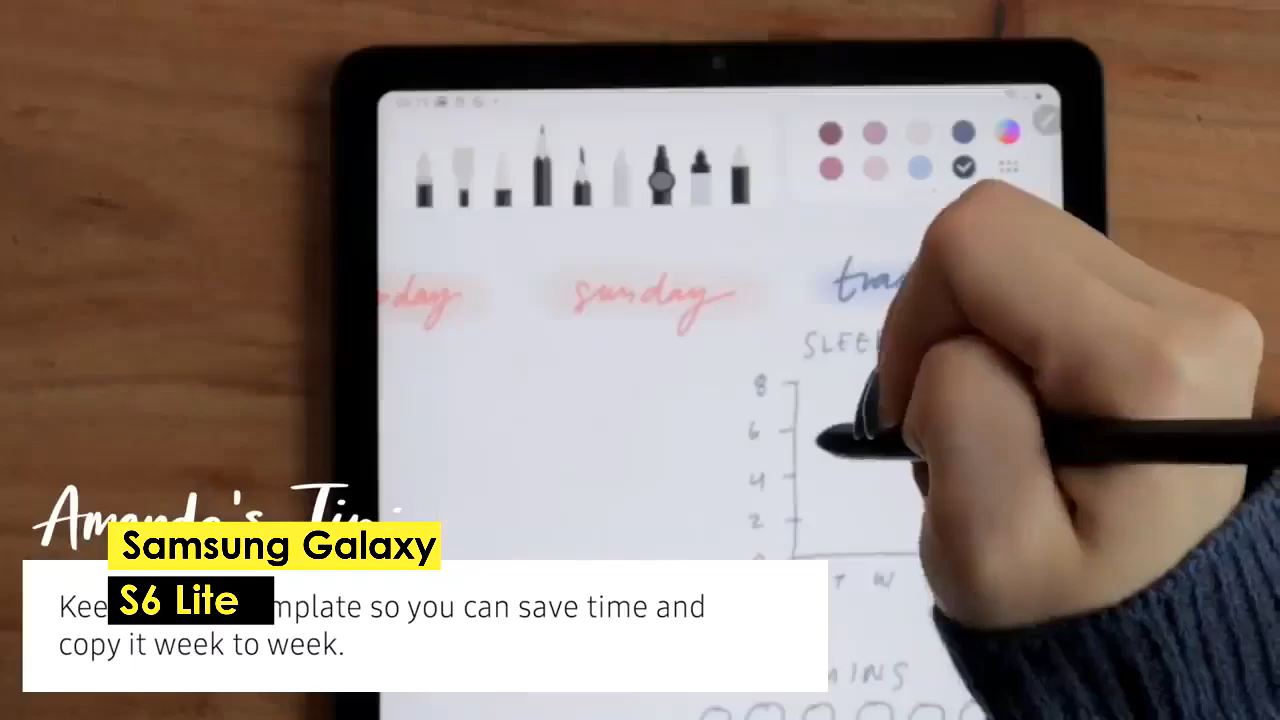 sunday
SLEE
8
6
4
2
T W
Amanda's Tip:
Samsung Galaxy
S6 Lite
Kee mplate so you can save time and
copy it week to week.